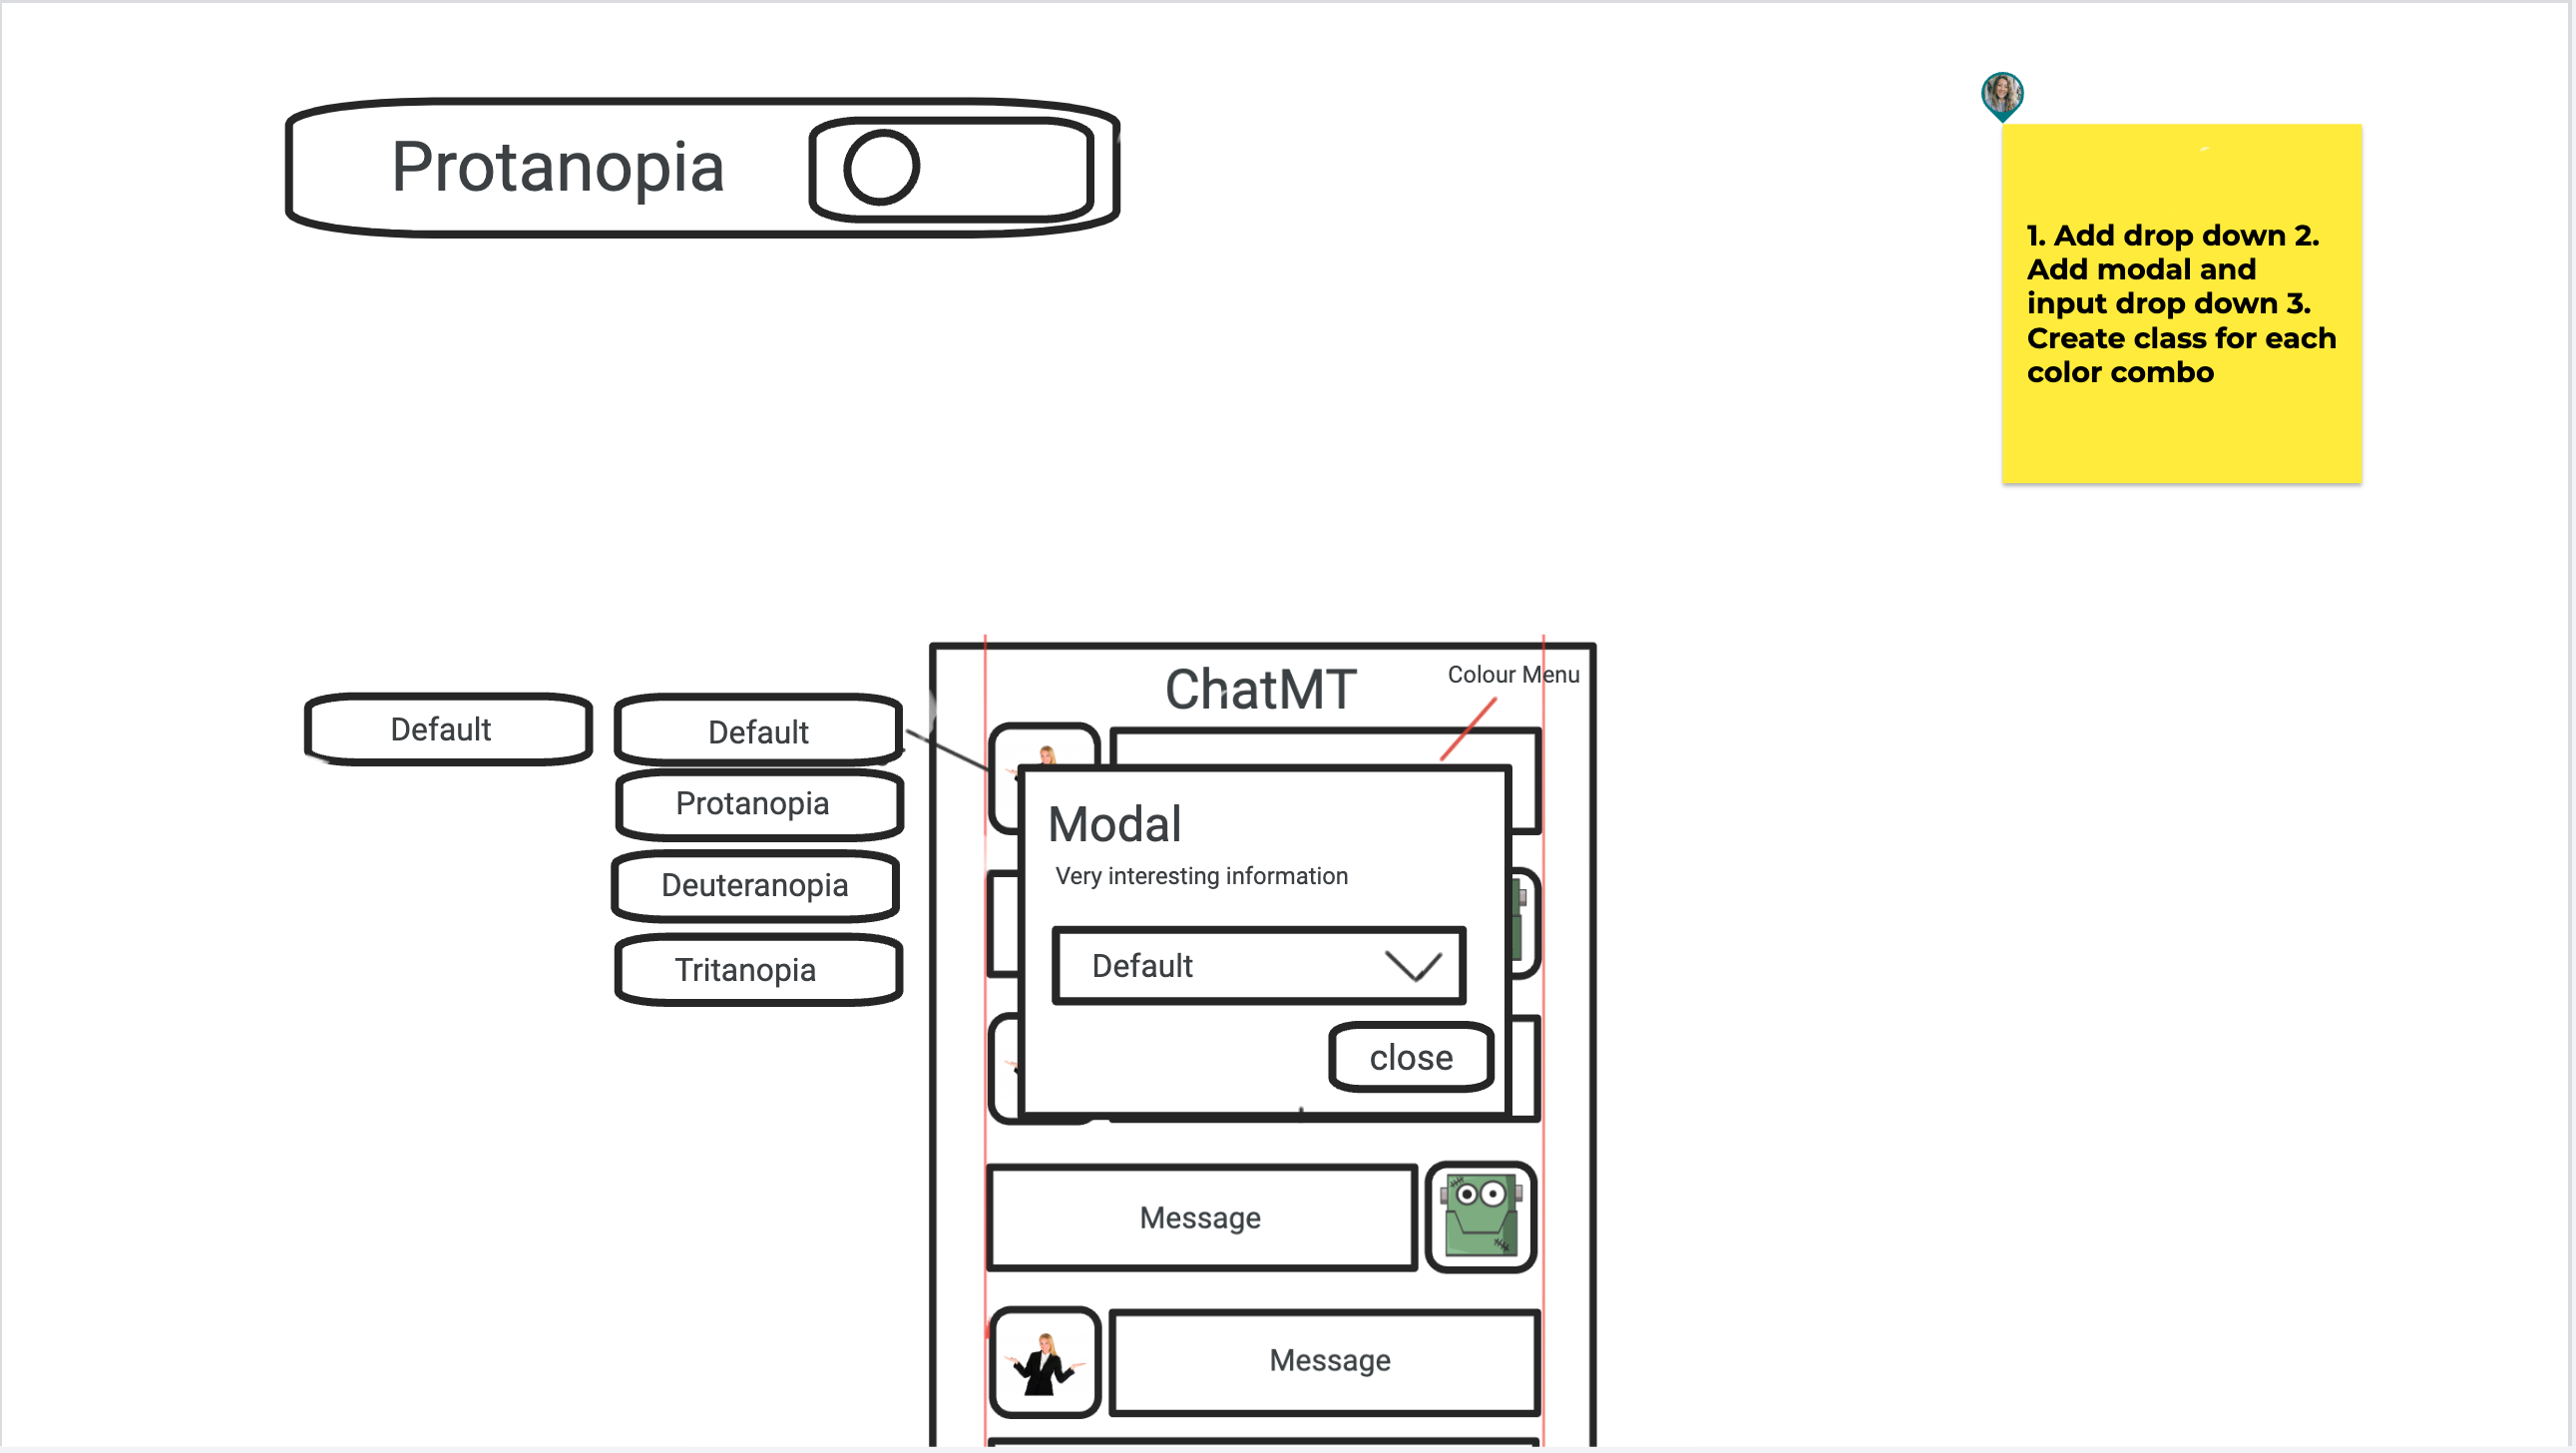 Protanopia
1. Add drop down 2.
Add modal and
input drop down 3.
Create class for each
color combo
ChatMT
Colour Menu
Default
Default
Protanopia
Deuteranopia
Tritanopia
Modal
Very interesting information
Default
close
Message
Message